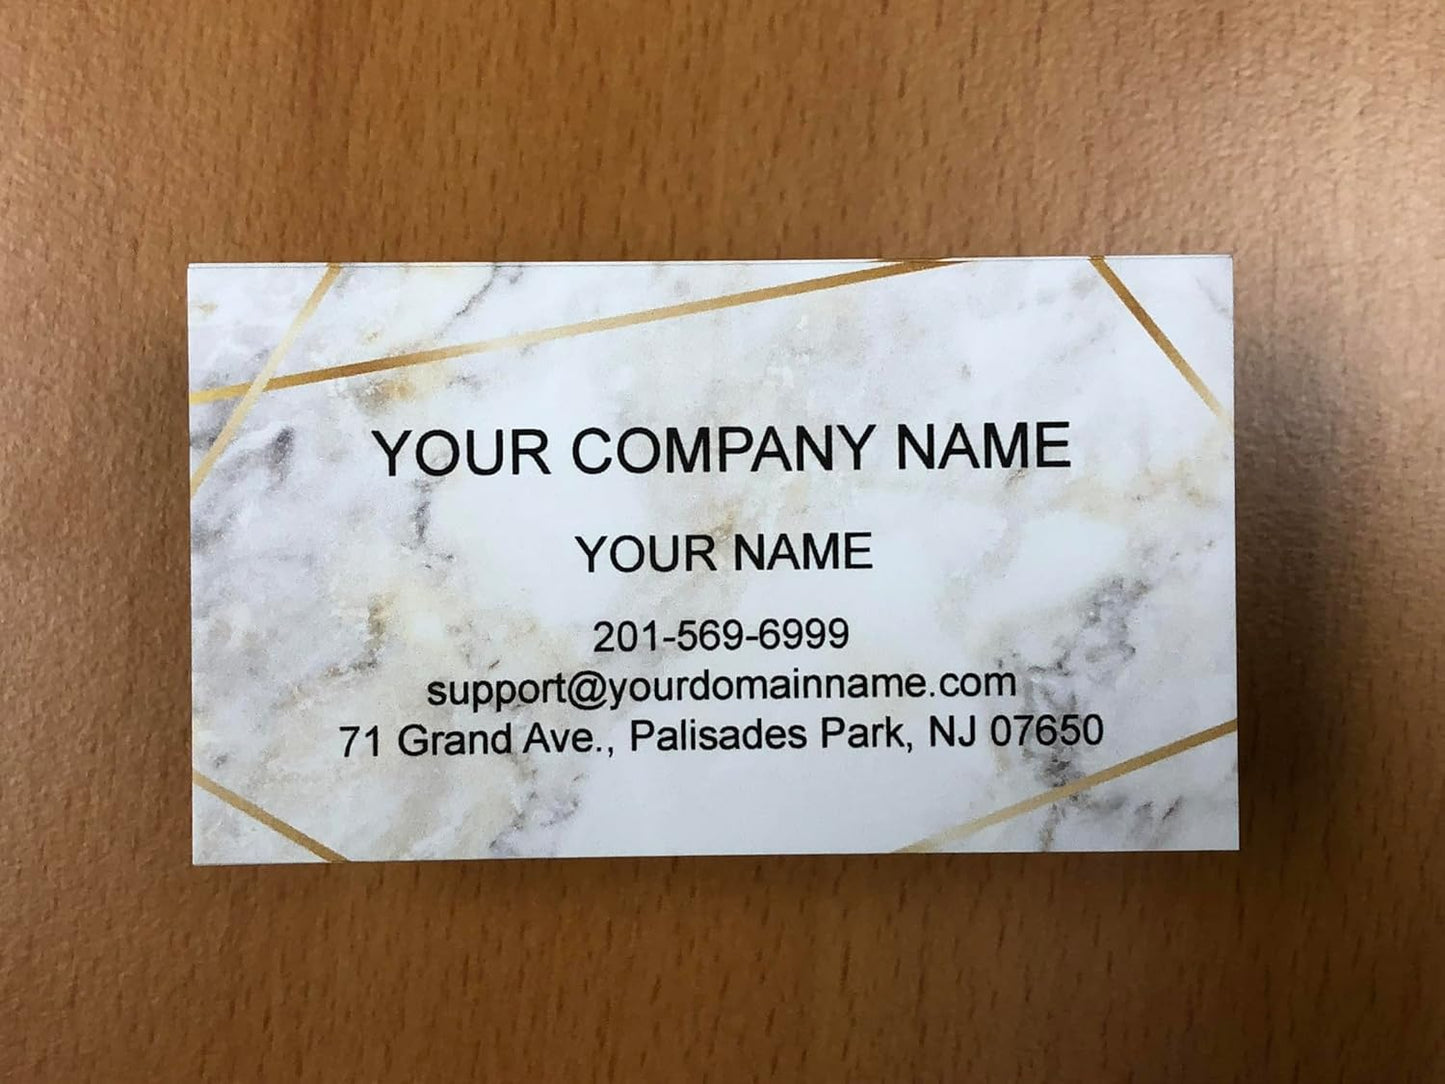 YOUR COMPANY NAME
YOUR NAME
201-569-6999
support@yourdomainname.com
71 Grand Ave., Palisades Park, NJ 07650